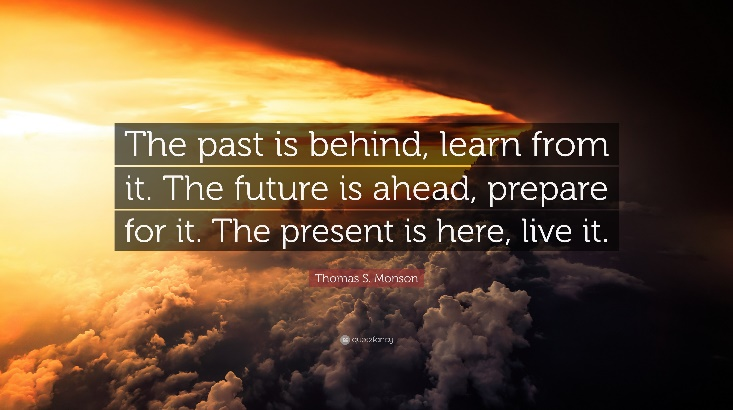 The past is behind, learn from
it. The future is ahead, prepare
for it. The present is here, live it.
Thomas S. Monson
quotefancy